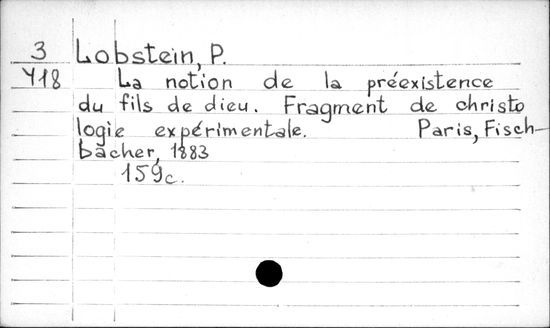 3 Lobstein, P.
418 La notion de la préexistence
du fils de dieu. Fragment de christo
logie expérimentale. Paris, Fisch-
bacher, 1883
159c.